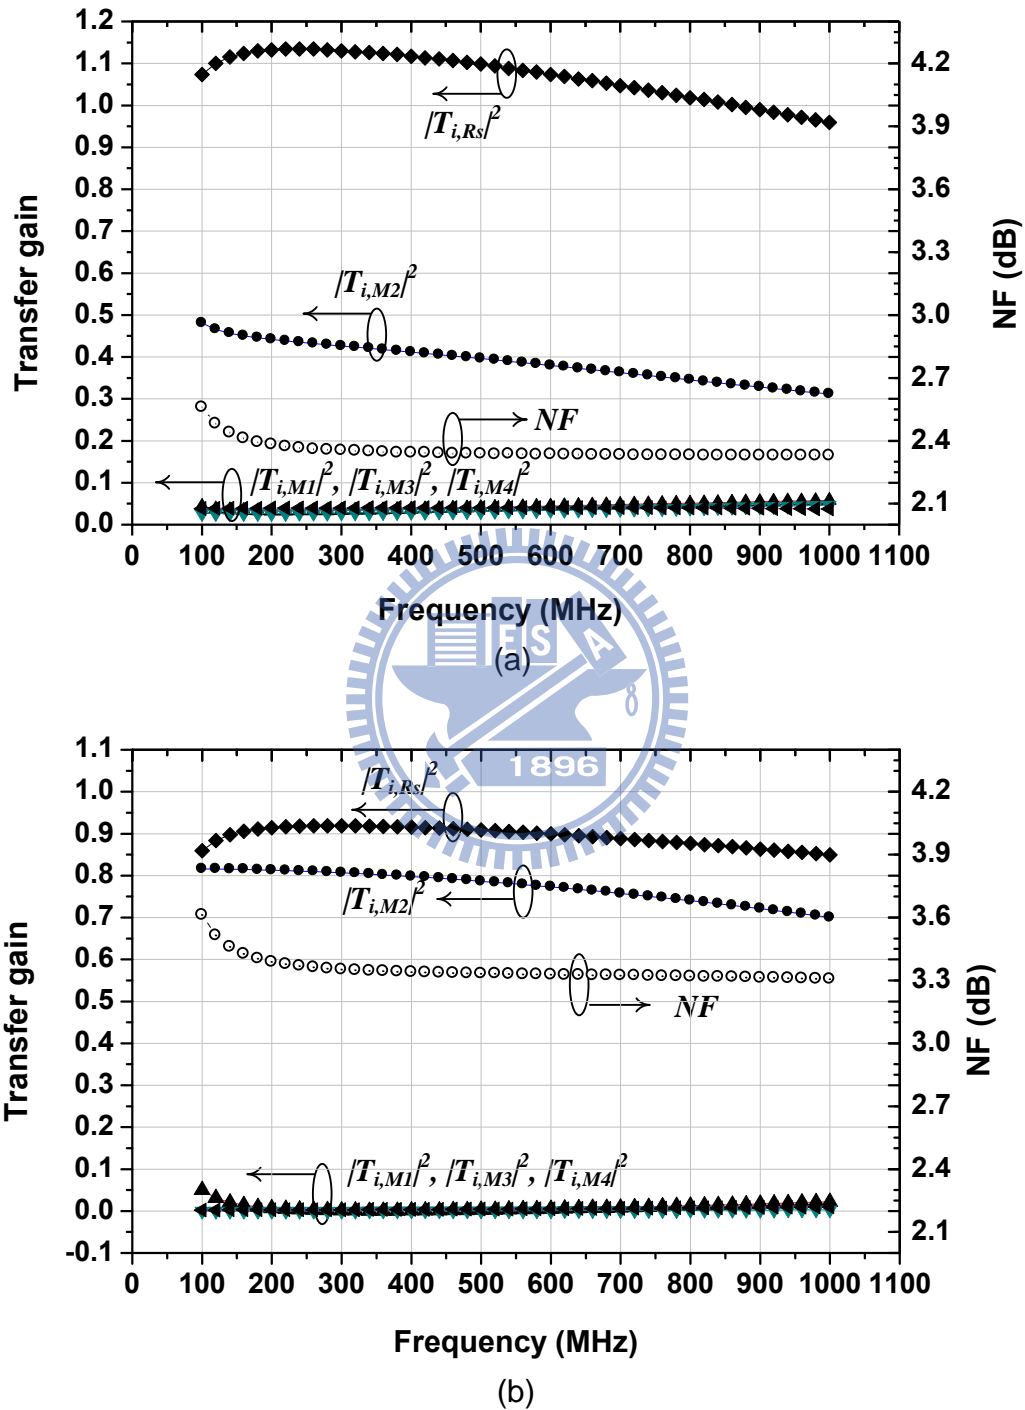 1.2
1.1
1.0
0.9
0.8
0.7
0.6
0.5
0.4
0.3
0.2
0.1
0.0
Transfer gain
4.2
3.9
3.6
3.3
3.0
2.7
2.4
2.1
NF (dB)
|Ti,Rs|²
|Ti,M2|²
NF
|Ti,M1|², |Ti,M3|², |Ti,M4|²
0 100 200 300 400 500 600 700 800 900 1000 1100
Frequency (MHz)
(a)
E S A
1896
1.1
1.0
0.9
0.8
0.7
0.6
0.5
0.4
0.3
0.2
0.1
0.0
-0.1
Transfer gain
4.2
3.9
3.6
3.3
3.0
2.7
2.4
2.1
NF (dB)
|Ti,Rs|²
|Ti,M2|²
NF
|Ti,M1|², |Ti,M3|², |Ti,M4|²
0 100 200 300 400 500 600 700 800 900 1000 1100
Frequency (MHz)
(b)